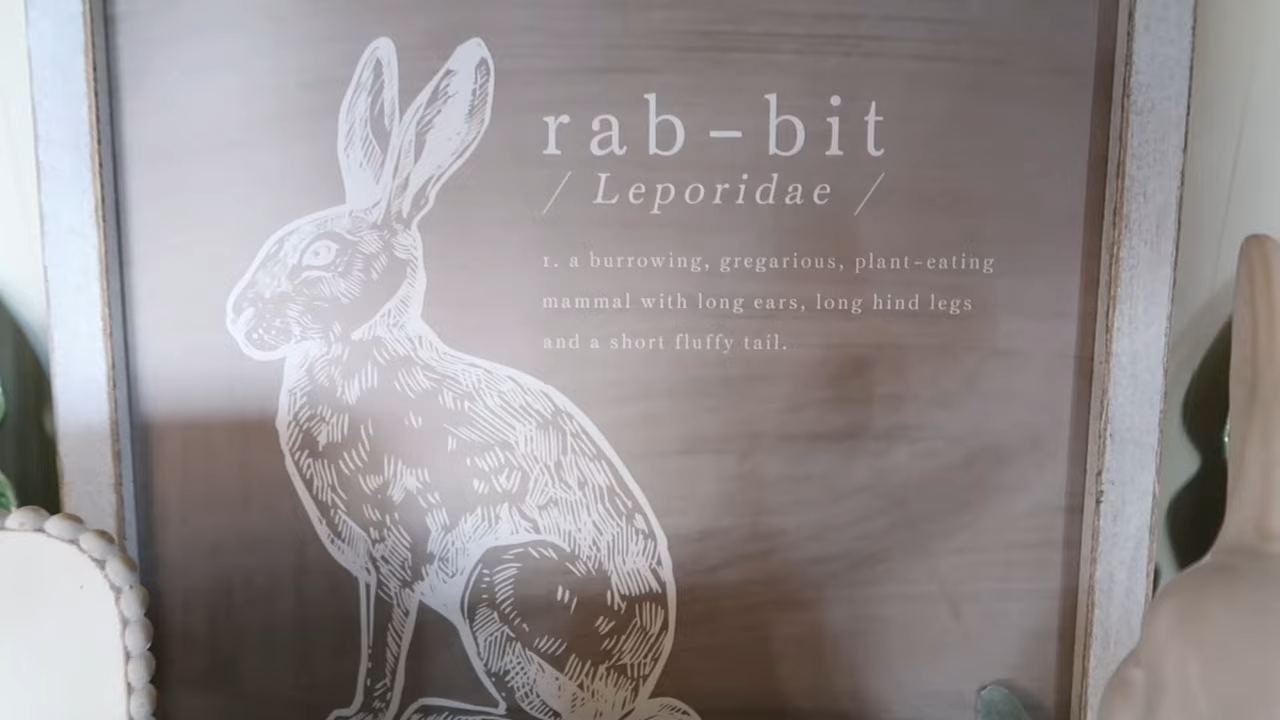 rab-bit
/ Leporidae /
1. a burrowing, gregarious, plant-eating
mammal with long ears, long hind legs
and a short fluffy tail.